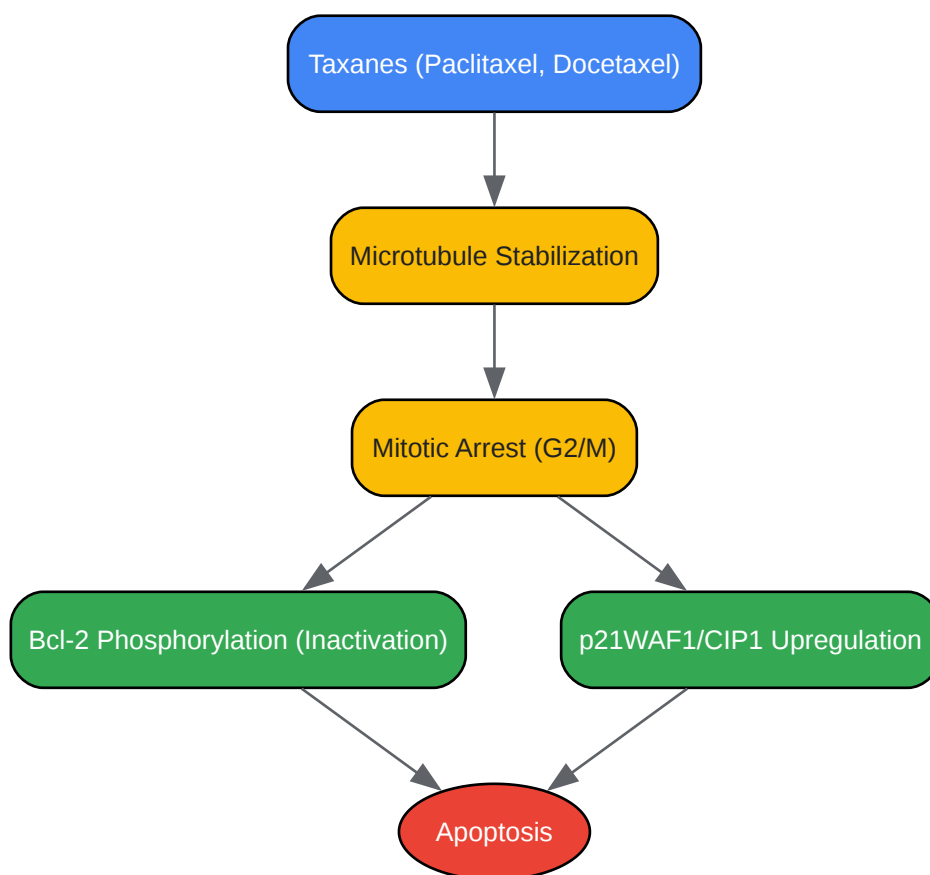 Taxanes (Paclitaxel, Docetaxel)
Microtubule Stabilization
Mitotic Arrest (G2/M)
Bcl-2 Phosphorylation (Inactivation)
p21WAF1/CIP1 Upregulation
Apoptosis